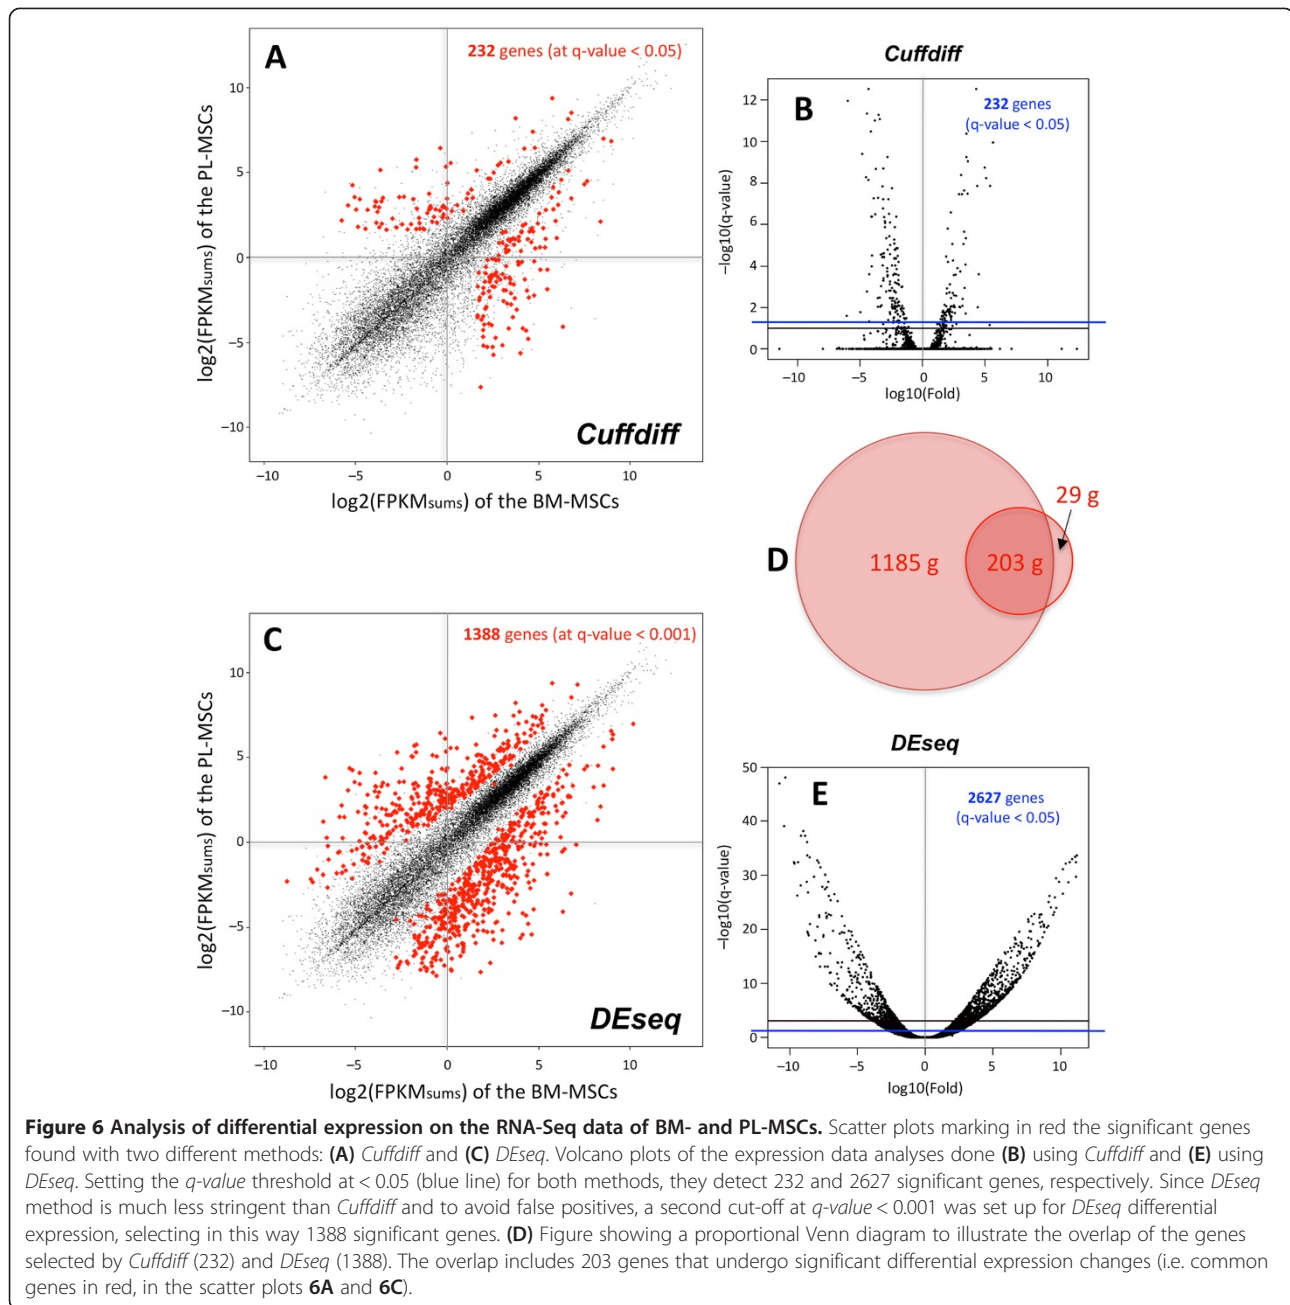 A
232 genes (at q-value < 0.05)
log2(FPKMsums) of the PL-MSCs
10
5
0
−5
−10
Cuffdiff
−10
−5
0
5
10
log2(FPKMsums) of the BM-MSCs
Cuffdiff
B
232 genes
(q-value < 0.05)
−log10(q-value)
12
10
8
6
4
2
0
−10
−5
0
5
10
log10(Fold)
D
1185 g
203 g
29 g
C
1388 genes (at q-value < 0.001)
log2(FPKMsums) of the PL-MSCs
10
5
0
−5
−10
DEseq
−10
−5
0
5
10
log2(FPKMsums) of the BM-MSCs
DEseq
E
2627 genes
(q-value < 0.05)
−log10(q-value)
50
40
30
20
10
0
−10
−5
0
5
10
log10(Fold)
Figure 6 Analysis of differential expression on the RNA-Seq data of BM- and PL-MSCs. Scatter plots marking in red the significant genes
found with two different methods: (A) Cuffdiff and (C) DEseq. Volcano plots of the expression data analyses done (B) using Cuffdiff and (E) using
DEseq. Setting the q-value threshold at < 0.05 (blue line) for both methods, they detect 232 and 2627 significant genes, respectively. Since DEseq
method is much less stringent than Cuffdiff and to avoid false positives, a second cut-off at q-value < 0.001 was set up for DEseq differential
expression, selecting in this way 1388 significant genes. (D) Figure showing a proportional Venn diagram to illustrate the overlap of the genes
selected by Cuffdiff (232) and DEseq (1388). The overlap includes 203 genes that undergo significant differential expression changes (i.e. common
genes in red, in the scatter plots 6A and 6C).